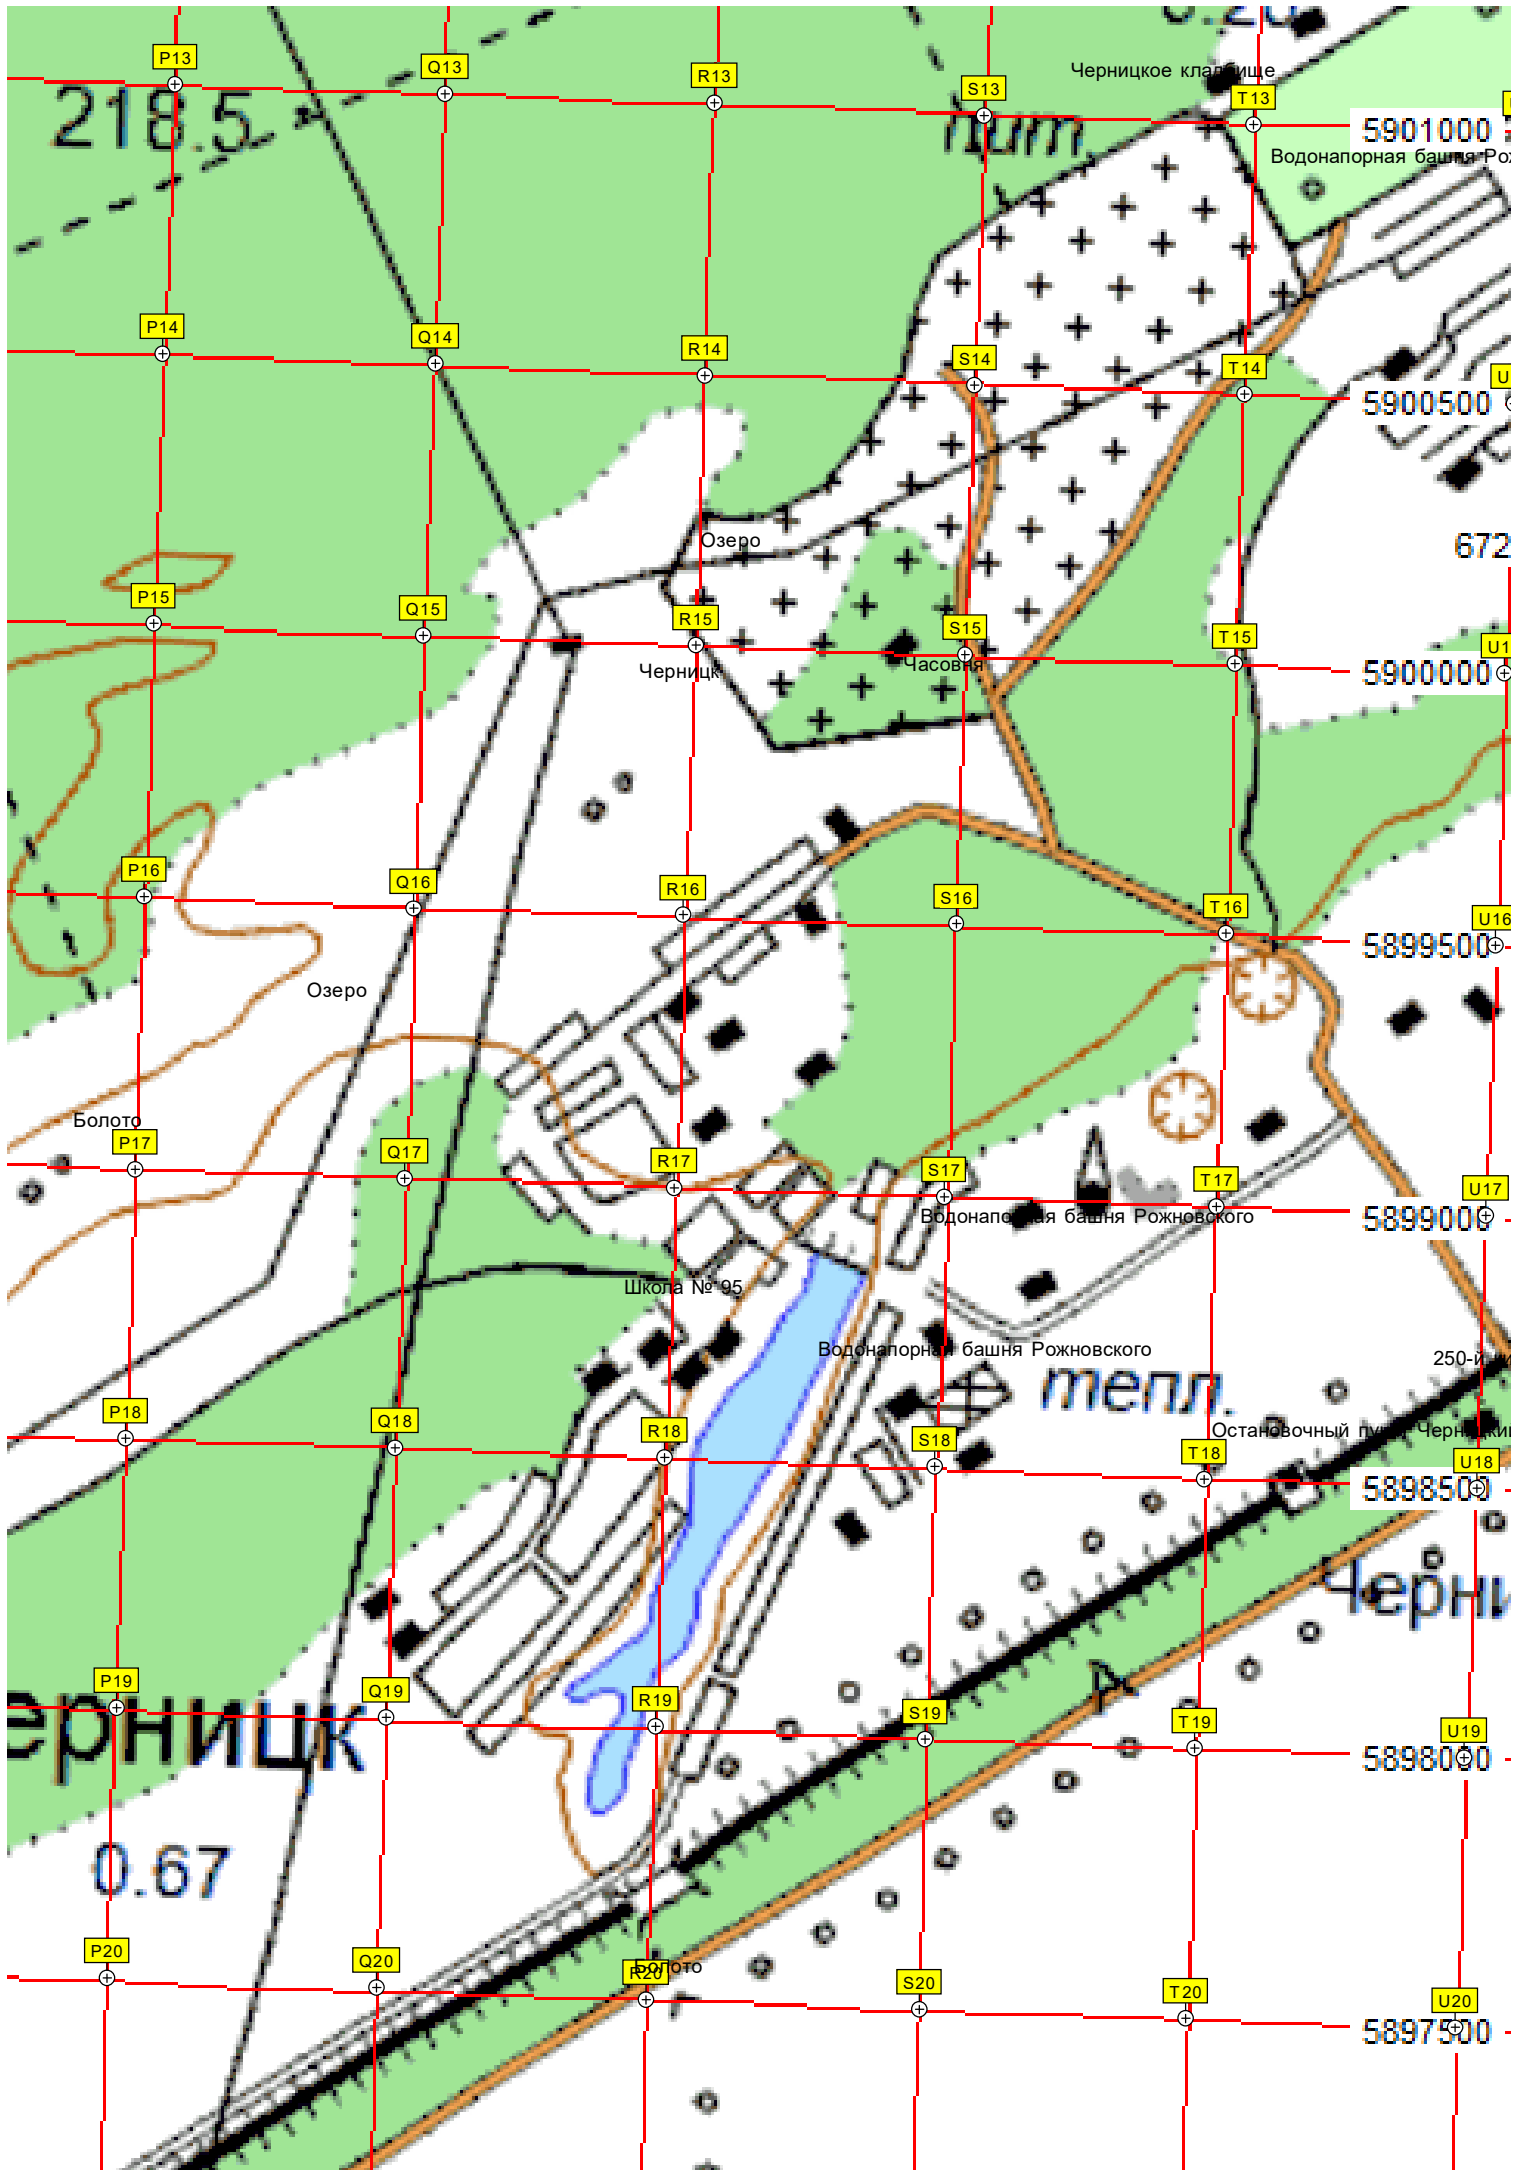 P13
Q13
R13
S13
T13
Черницкое кладбище
218.5
пит.
5901000
Водонапорная башня Рож
P14
Q14
R14
S14
T14
5900500
672
Озеро
P15
Q15
R15
S15
T15
5900000
Черницк
Часовня
P16
Q16
R16
S16
T16
U16
5899500
Озеро
Болото
P17
Q17
R17
S17
T17
U17
5899000
Водонапорная башня Рожновского
Школа № 95
Водонапорная башня Рожновского
250-й
тепл.
P18
Q18
R18
S18
T18
U18
Остановочный пункт Черницкий
5898500
Черни
P19
Q19
R19
S19
T19
U19
А
ерницк
5898000
0.67
P20
Q20
R20
Болото
S20
T20
U20
5897500